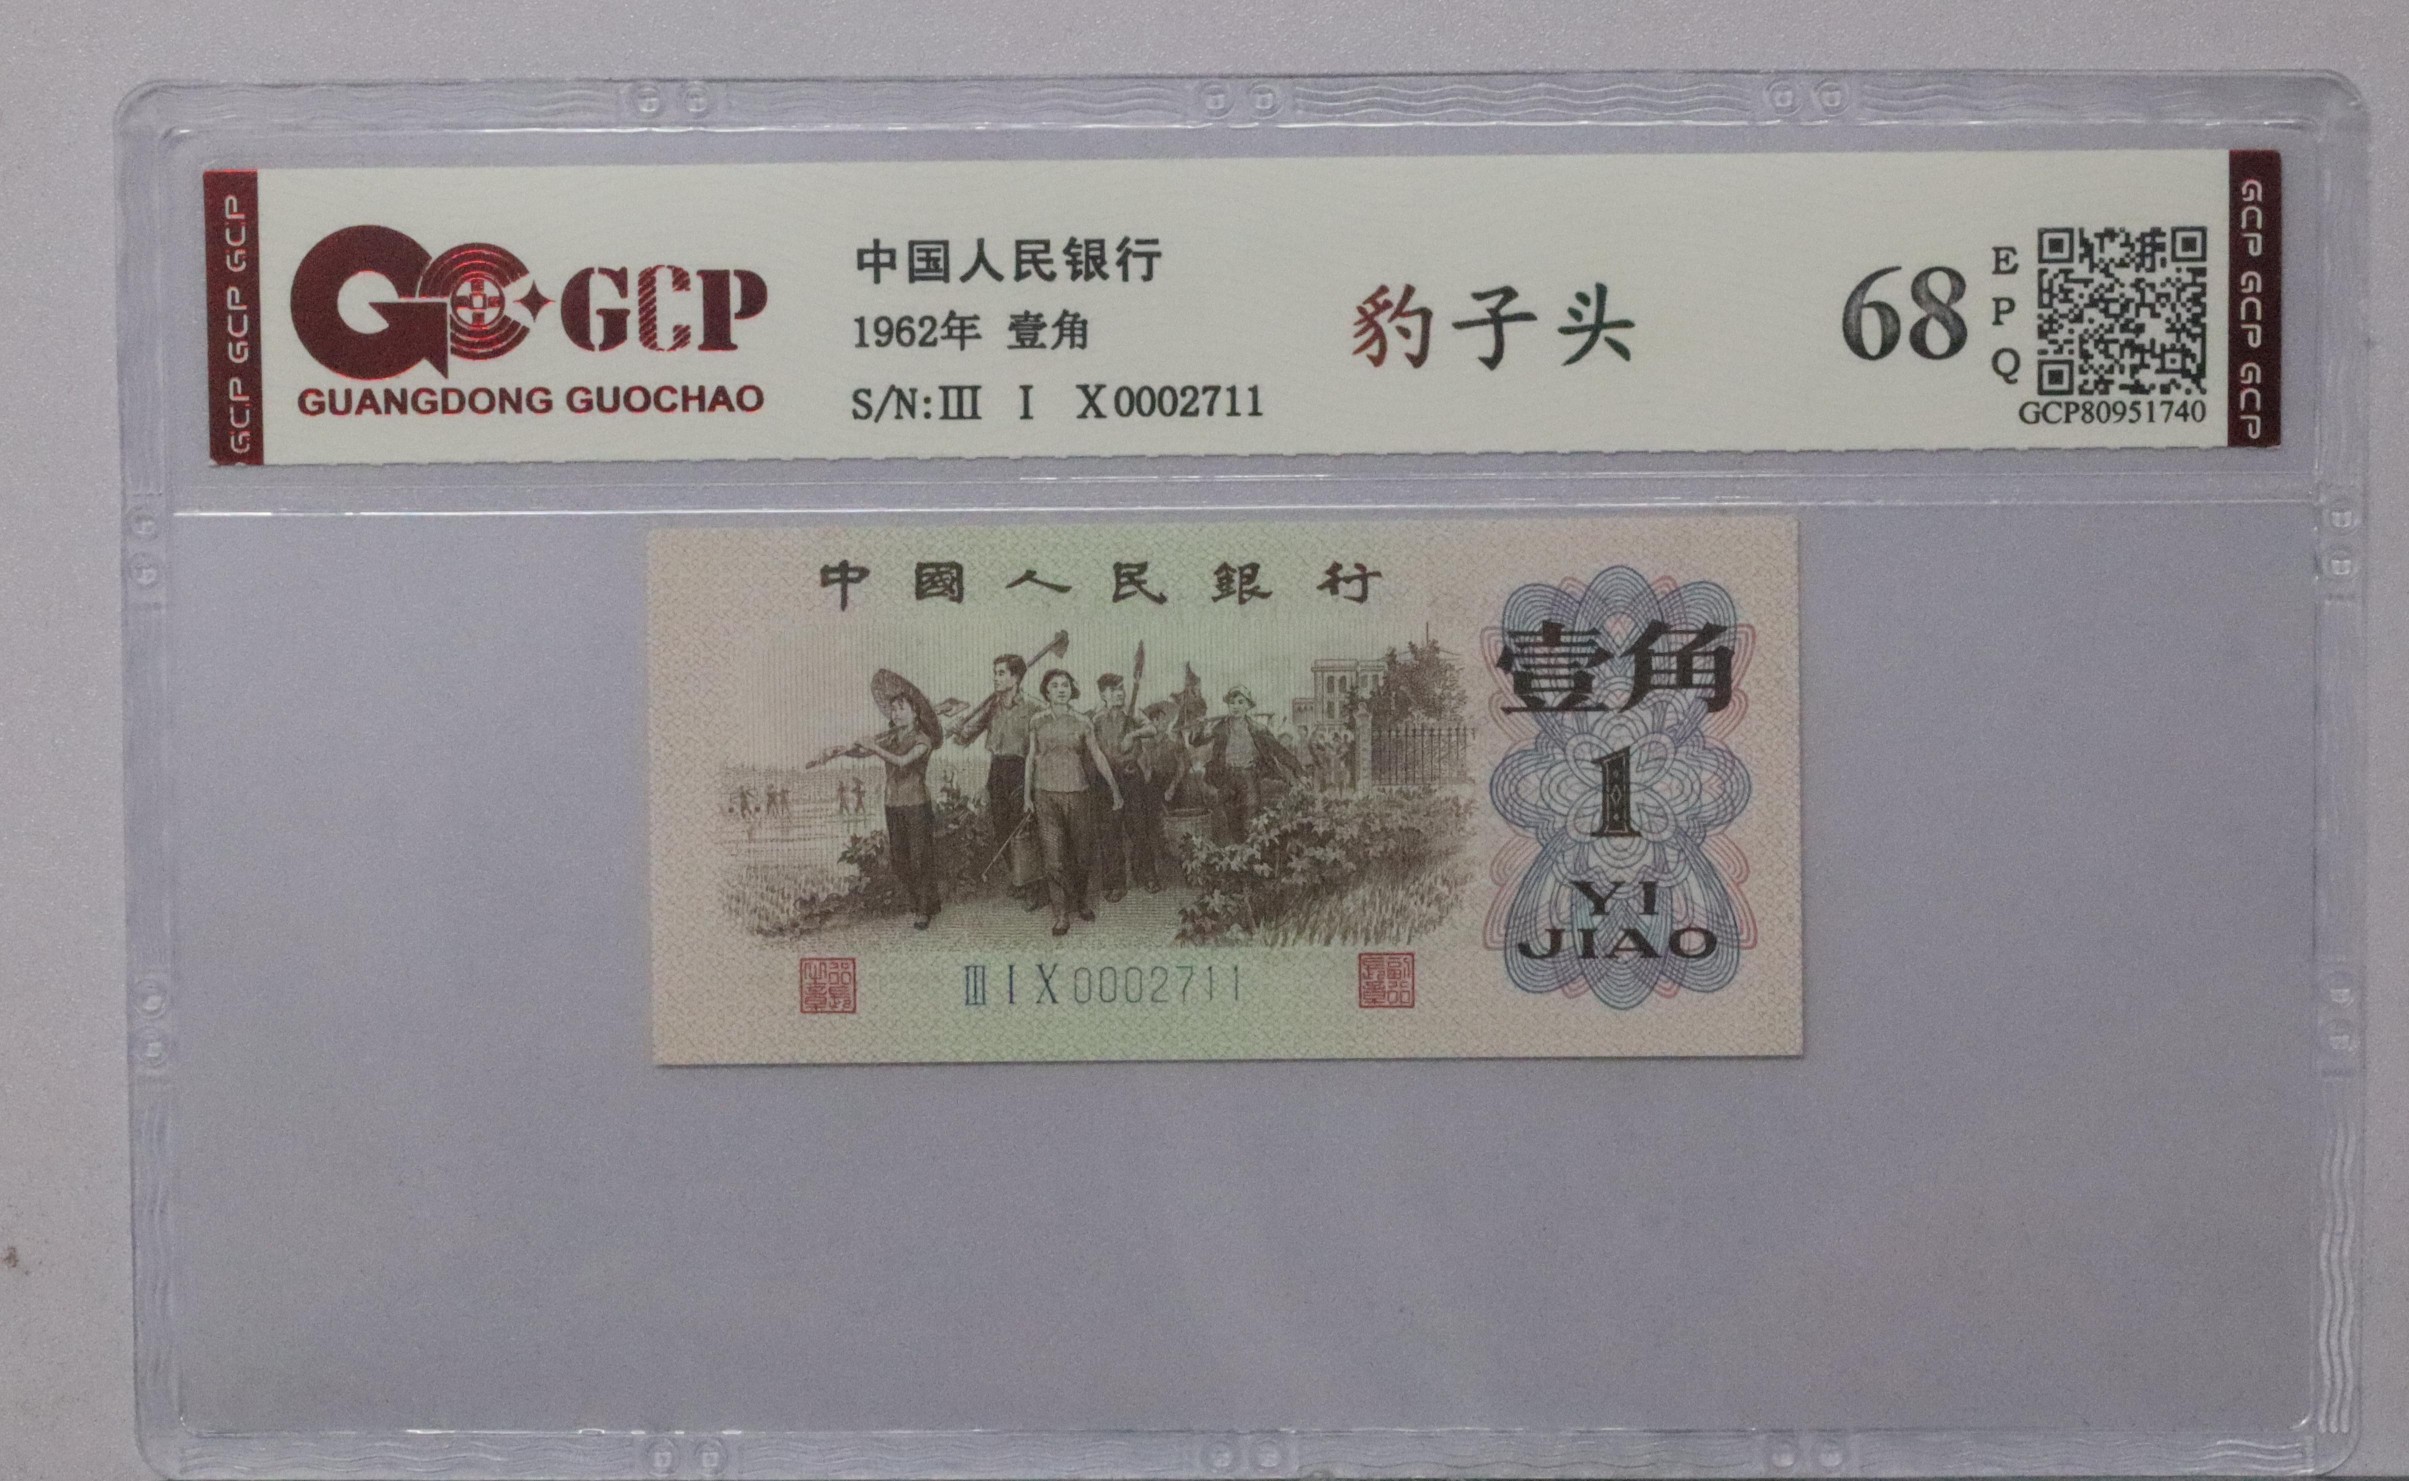 GCP GCP GCP
GCP
GUANGDONG GUOCHAO
中国人民银行
1962年 壹角
S/N:Ⅲ Ⅰ Ⅹ0002711
豹子头
68
E
P
Q
GCP80951740
GCP GCP GCP
中國人民銀行
壹角
1
YI
JIAO
Ⅲ Ⅰ Ⅹ 0002711